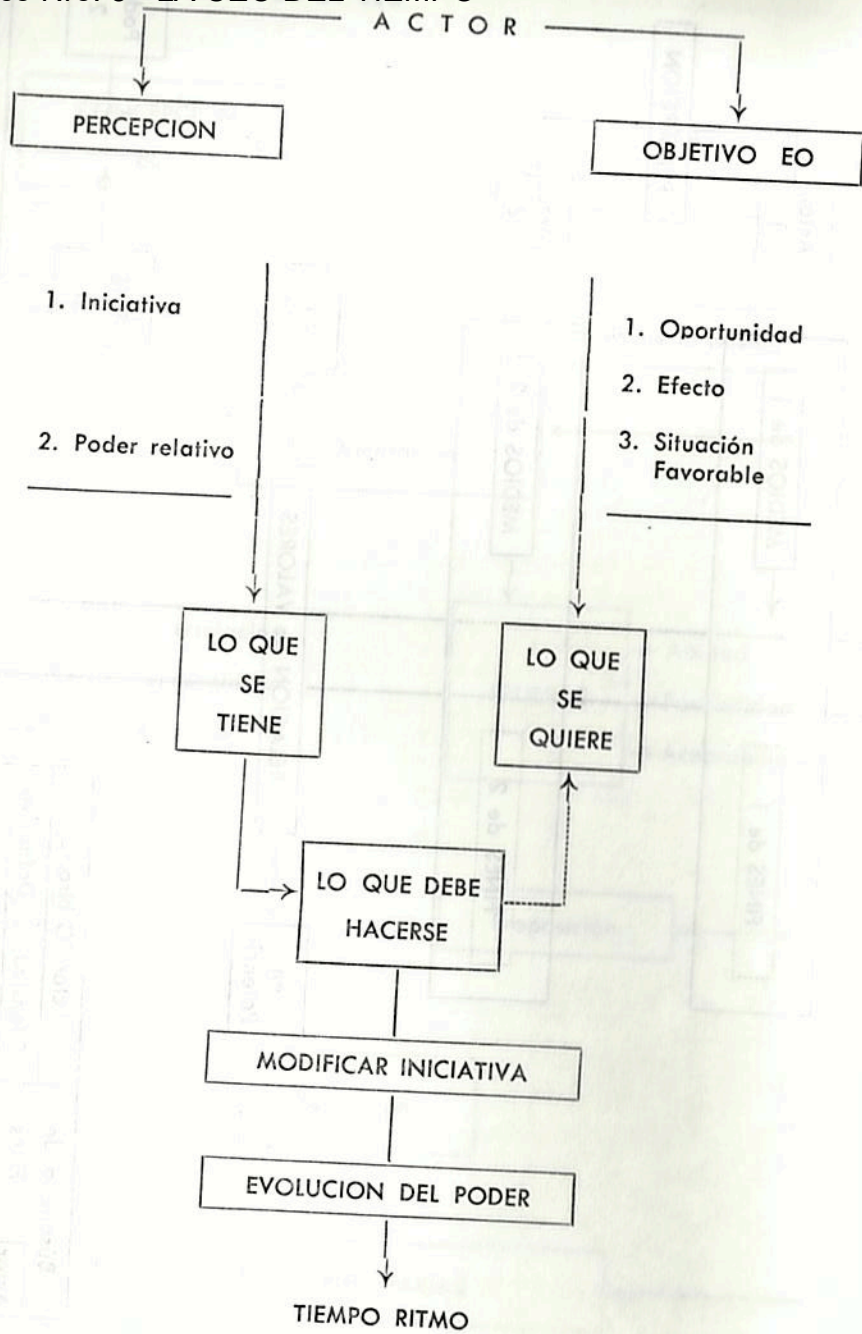 A C T O R
PERCEPCION
OBJETIVO EO
1. Iniciativa
2. Poder relativo
1. Oportunidad
2. Efecto
3. Situación
Favorable
LO QUE
SE
TIENE
LO QUE
SE
QUIERE
LO QUE DEBE
HACERSE
MODIFICAR INICIATIVA
EVOLUCION DEL PODER
TIEMPO RITMO